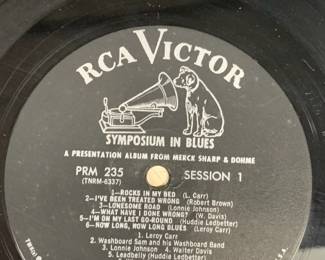 RCA VICTOR
SYMPOSIUM IN BLUES
A PRESENTATION ALBUM FROM MERCK SHARP & DOHME
PRM 235
SESSION 1
(TNRM-6337)
1—ROCKS IN MY BED (L. Carr)
2—I'VE BEEN TREATED WRONG (Robert Brown)
3—LONESOME ROAD (Lonnie Johnson)
4—WHAT HAVE I DONE WRONG? (W. Davis)
5—I'M ON MY LAST GO-ROUND (Huddie Ledbetter)
6—HOW LONG, HOW LONG BLUES (Leroy Carr)
1. Leroy Carr
2. Washboard Sam and his Washboard Band
3. Lonnie Johnson 4. Walter Davis
5. Leadbelly (Huddie Ledbetter)